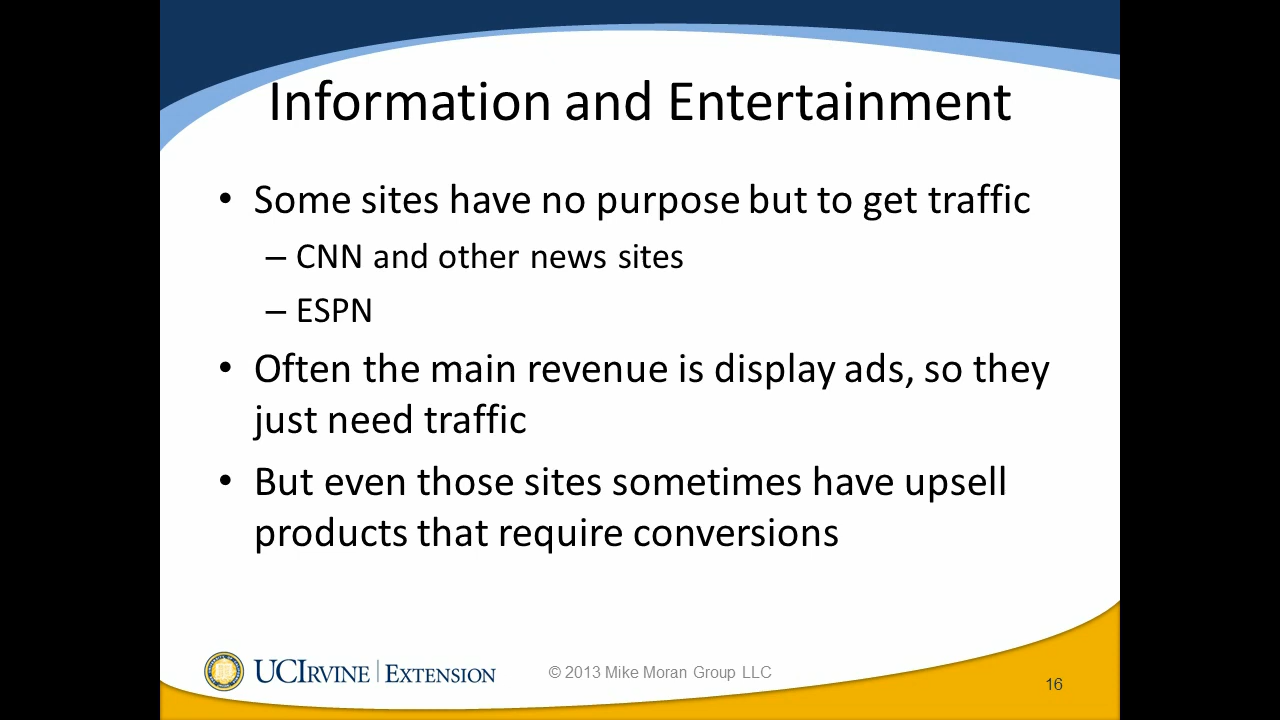 Information and Entertainment
• Some sites have no purpose but to get traffic
– CNN and other news sites
– ESPN
• Often the main revenue is display ads, so they
just need traffic
• But even those sites sometimes have upsell
products that require conversions
UCIRVINE | EXTENSION
© 2013 Mike Moran Group LLC
16